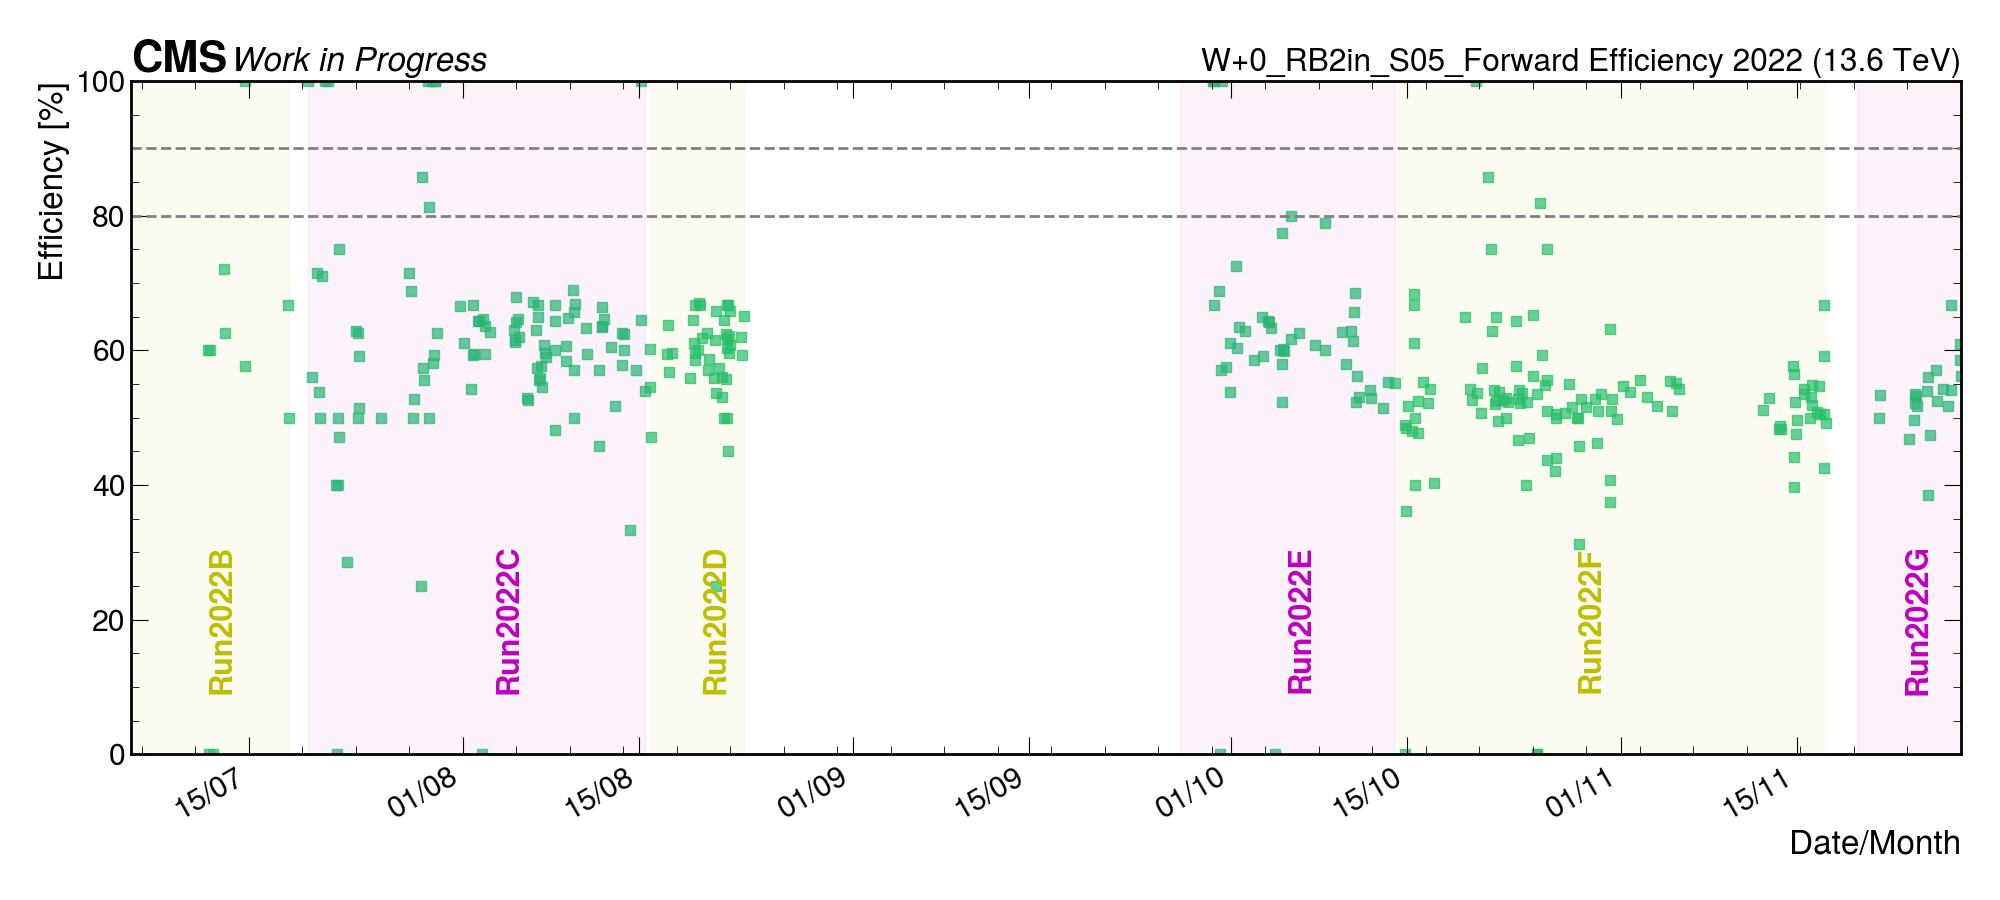 CMS Work in Progress
W+0_RB2in_S05_Forward Efficiency 2022 (13.6 TeV)
Efficiency [%]
100
80
60
40
20
0
Run2022B
Run2022C
Run2022D
Run2022E
Run2022F
Run2022G
15/07
01/08
15/08
01/09
15/09
01/10
15/10
01/11
15/11
Date/Month